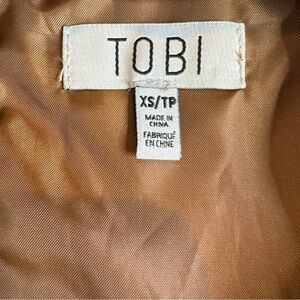 TOBI
XS/TP
MADE IN
CHINA
FABRIQUÉ
EN CHINE